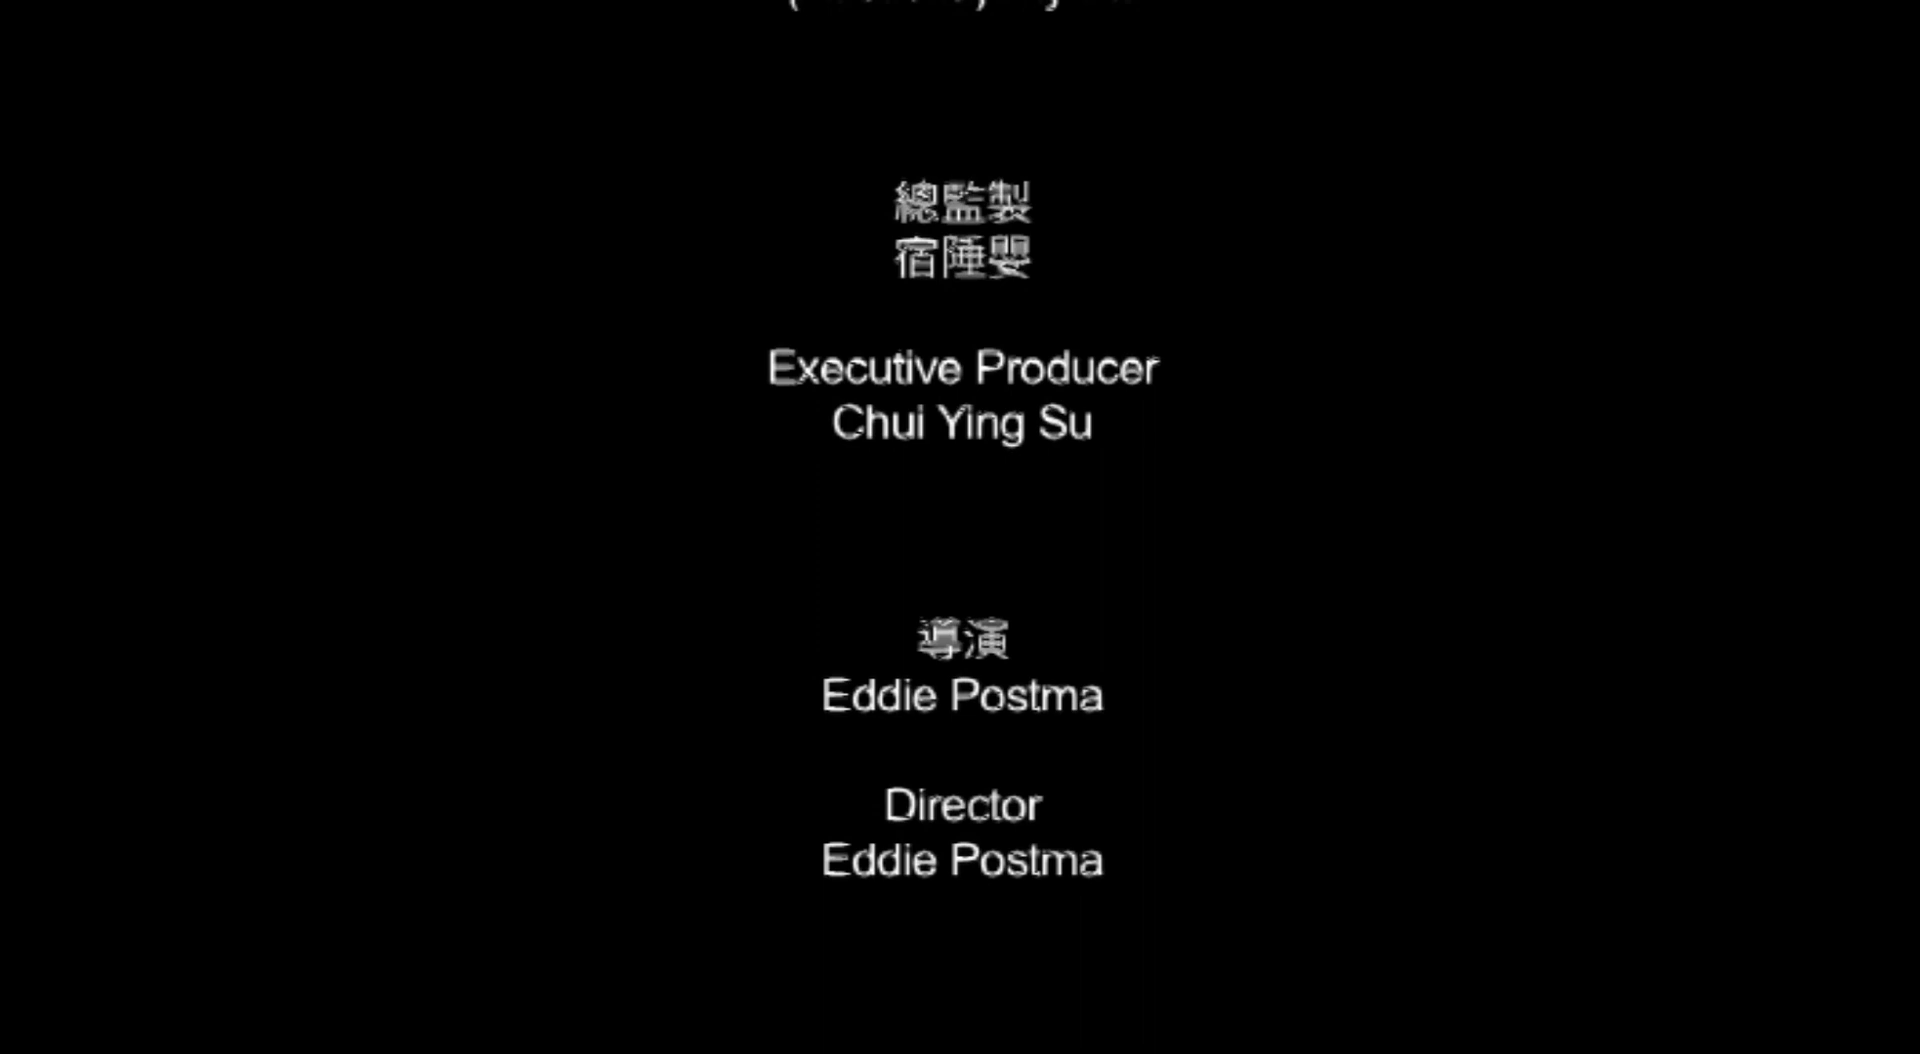 總監製
宿陲嬰
Executive Producer
Chui Ying Su
導演
Eddie Postma
Director
Eddie Postma